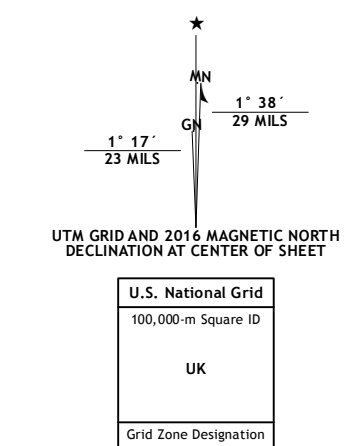 ★
MN
1° 38´
29 MILS
GN
1° 17´
23 MILS
UTM GRID AND 2016 MAGNETIC NORTH
DECLINATION AT CENTER OF SHEET
U.S. National Grid
100,000-m Square ID
UK
Grid Zone Designation